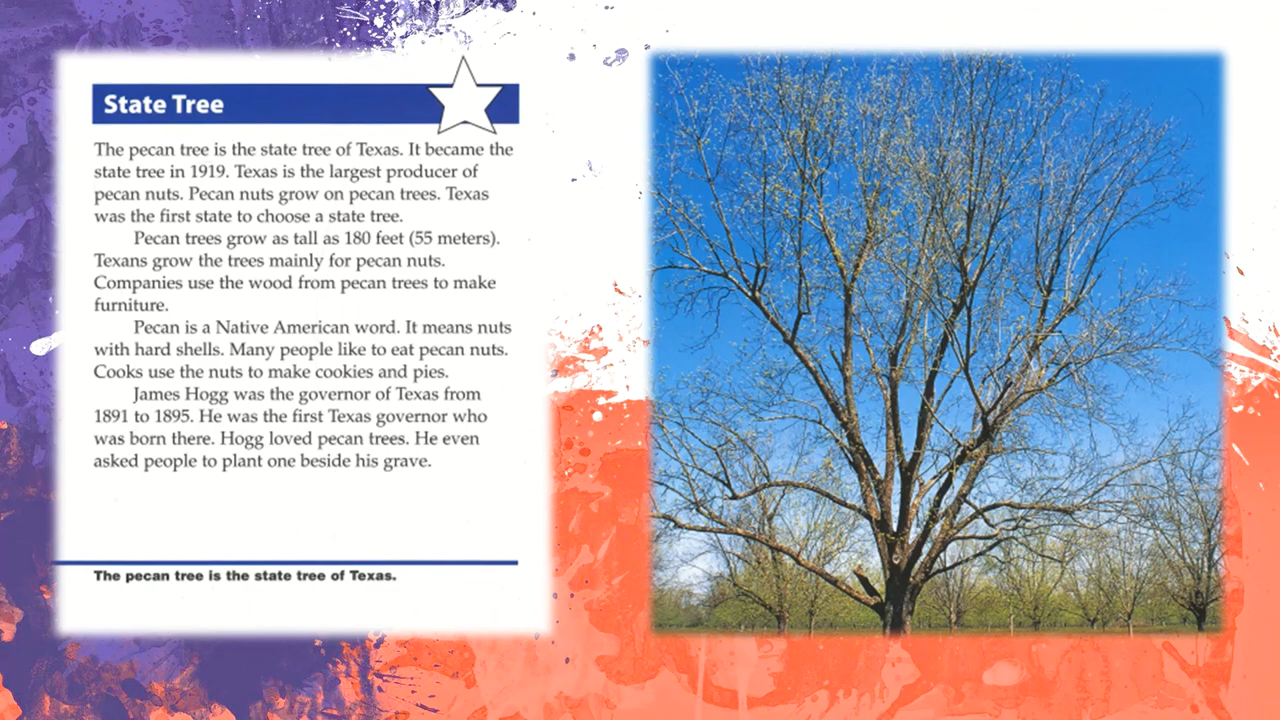 State Tree
The pecan tree is the state tree of Texas. It became the
state tree in 1919. Texas is the largest producer of
pecan nuts. Pecan nuts grow on pecan trees. Texas
was the first state to choose a state tree.
Pecan trees grow as tall as 180 feet (55 meters).
Texans grow the trees mainly for pecan nuts.
Companies use the wood from pecan trees to make
furniture.
Pecan is a Native American word. It means nuts
with hard shells. Many people like to eat pecan nuts.
Cooks use the nuts to make cookies and pies.
James Hogg was the governor of Texas from
1891 to 1895. He was the first Texas governor who
was born there. Hogg loved pecan trees. He even
asked people to plant one beside his grave.
The pecan tree is the state tree of Texas.